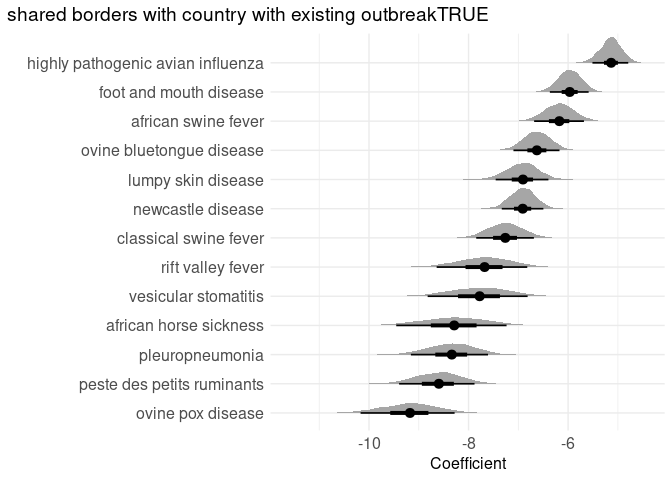 shared borders with country with existing outbreakTRUE
highly pathogenic avian influenza
foot and mouth disease
african swine fever
ovine bluetongue disease
lumpy skin disease
newcastle disease
classical swine fever
rift valley fever
vesicular stomatitis
african horse sickness
pleuropneumonia
peste des petits ruminants
ovine pox disease
-10 -8 -6
Coefficient